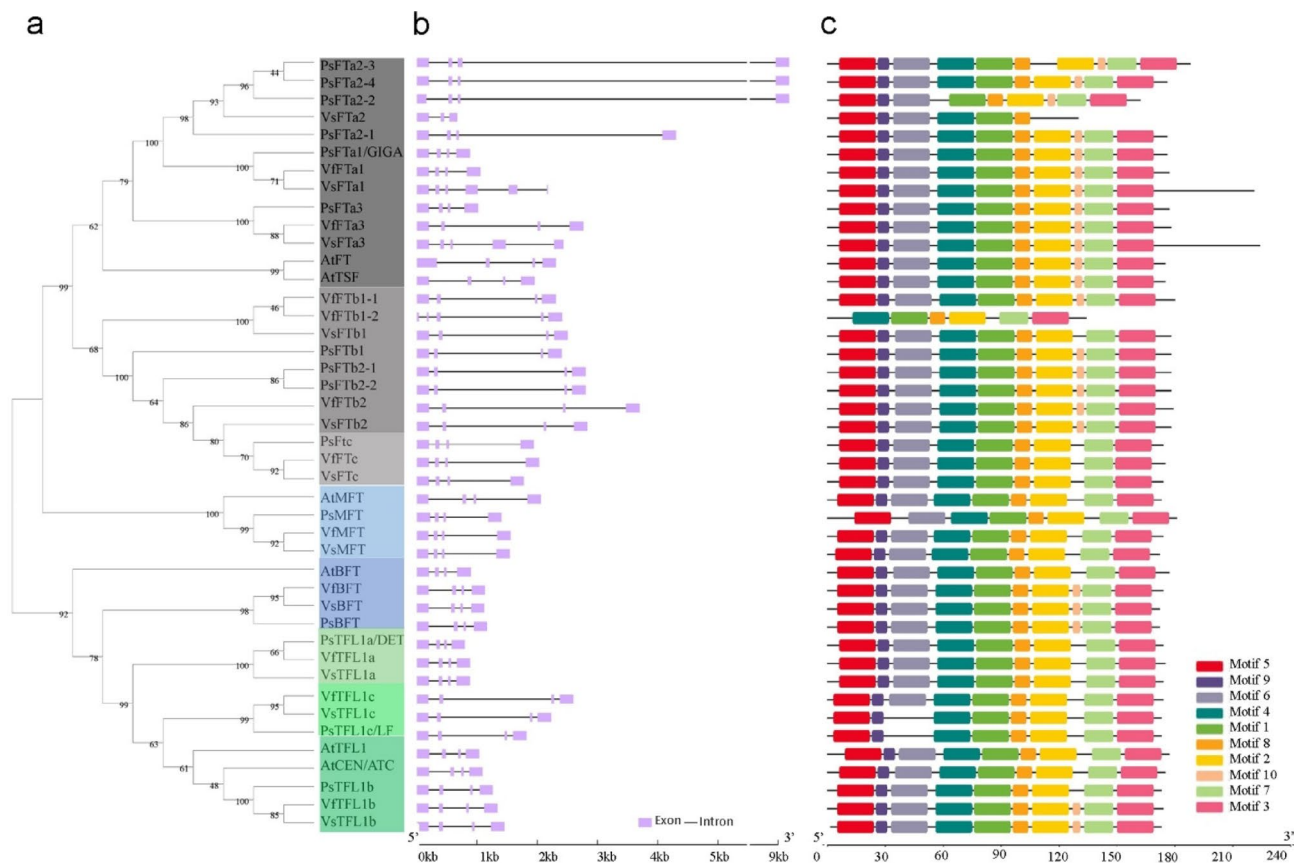 a b c
PsFTa2-3
PsFTa2-4
PsFTa2-2
VsFTa2
PsFTa2-1
PsFTa1/GIGA
VfFTa1
VsFTa1
PsFTa3
VfFTa3
VsFTa3
AtFT
AtTSF
VfFTb1-1
VfFTb1-2
VsFTb1
PsFTb1
PsFTb2-1
PsFTb2-2
VfFTb2
VsFTb2
PsFtc
VfFTc
VsFTc
AtMFT
PsMFT
VfMFT
VsMFT
AtBFT
VfBFT
VsBFT
PsBFT
PsTFL1a/DET
VfTFL1a
VsTFL1a
VfTFL1c
VsTFL1c
PsTFL1c/LF
AtTFL1
AtCEN/ATC
PsTFL1b
VfTFL1b
VsTFL1b
44
96
93
98
100
100
71
79
100
88
62
99
99
46
100
68
86
100
64
86
80
70
92
100
99
92
95
98
92
78
66
100
99
95
99
63
61
48
100
85
Exon
Intron
5' 3'
0kb 1kb 2kb 3kb 4kb 5kb 9kb
Motif 5
Motif 9
Motif 6
Motif 4
Motif 1
Motif 8
Motif 2
Motif 10
Motif 7
Motif 3
5' 3'
0 30 60 90 120 150 180 210 240